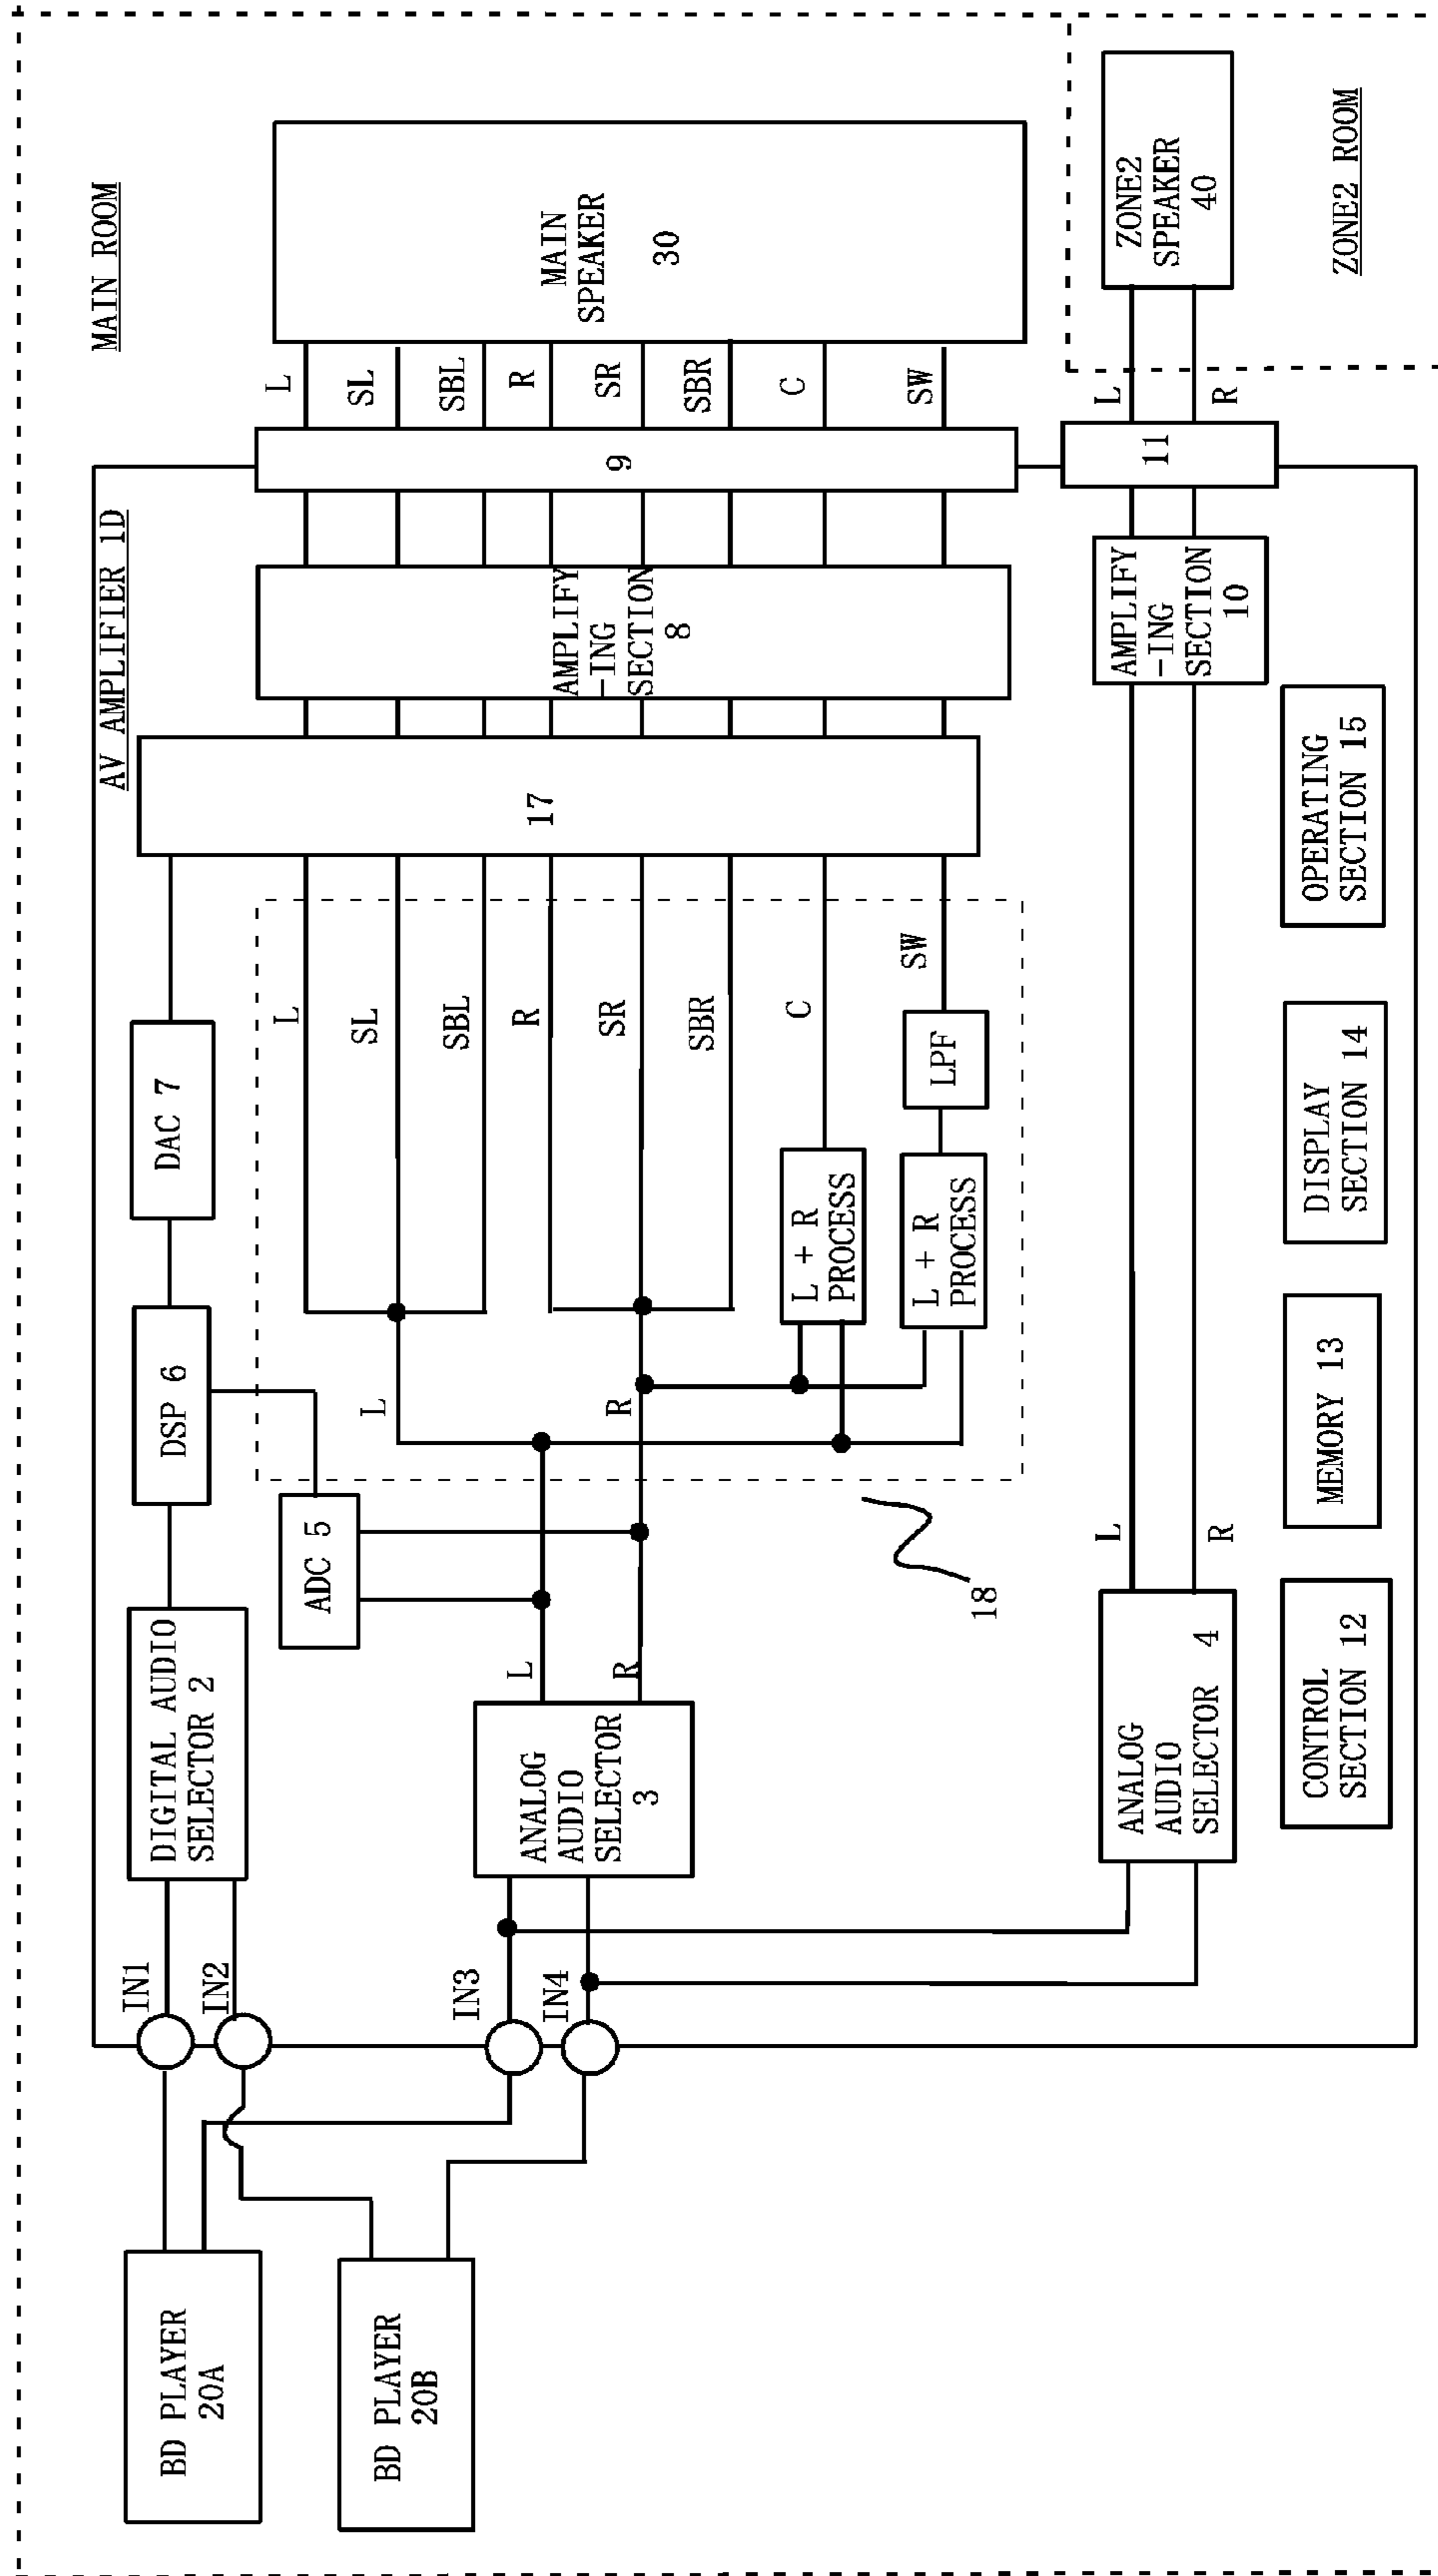 MAIN ROOM
AV AMPLIFIER 1D
BD PLAYER
20A
BD PLAYER
20B
IN1
IN2
IN3
IN4
DIGITAL AUDIO
SELECTOR 2
DSP 6
DAC 7
ADC 5
ANALOG
AUDIO
SELECTOR
3
L
R
L
R
L
SL
SBL
R
SR
SBR
C
SW
L + R
PROCESS
L + R
PROCESS
LPF
18
17
AMPLIFY
-ING
SECTION
8
9
L
SL
SBL
R
SR
SBR
C
SW
MAIN
SPEAKER
30
ANALOG
AUDIO
SELECTOR 4
L
R
AMPLIFY
-ING
SECTION
10
11
L
R
ZONE2
SPEAKER
40
ZONE2 ROOM
CONTROL
SECTION 12
MEMORY 13
DISPLAY
SECTION 14
OPERATING
SECTION 15